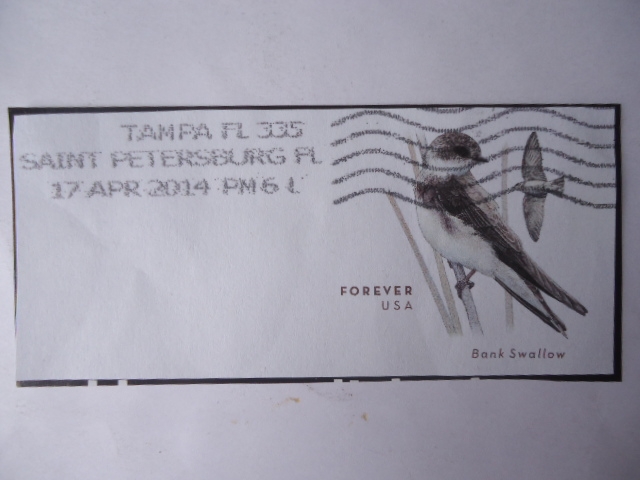 TAMPA FL 335
SAINT PETERSBURG FL
17 APR 2014 PM 6 L
FOREVER
USA
Bank Swallow